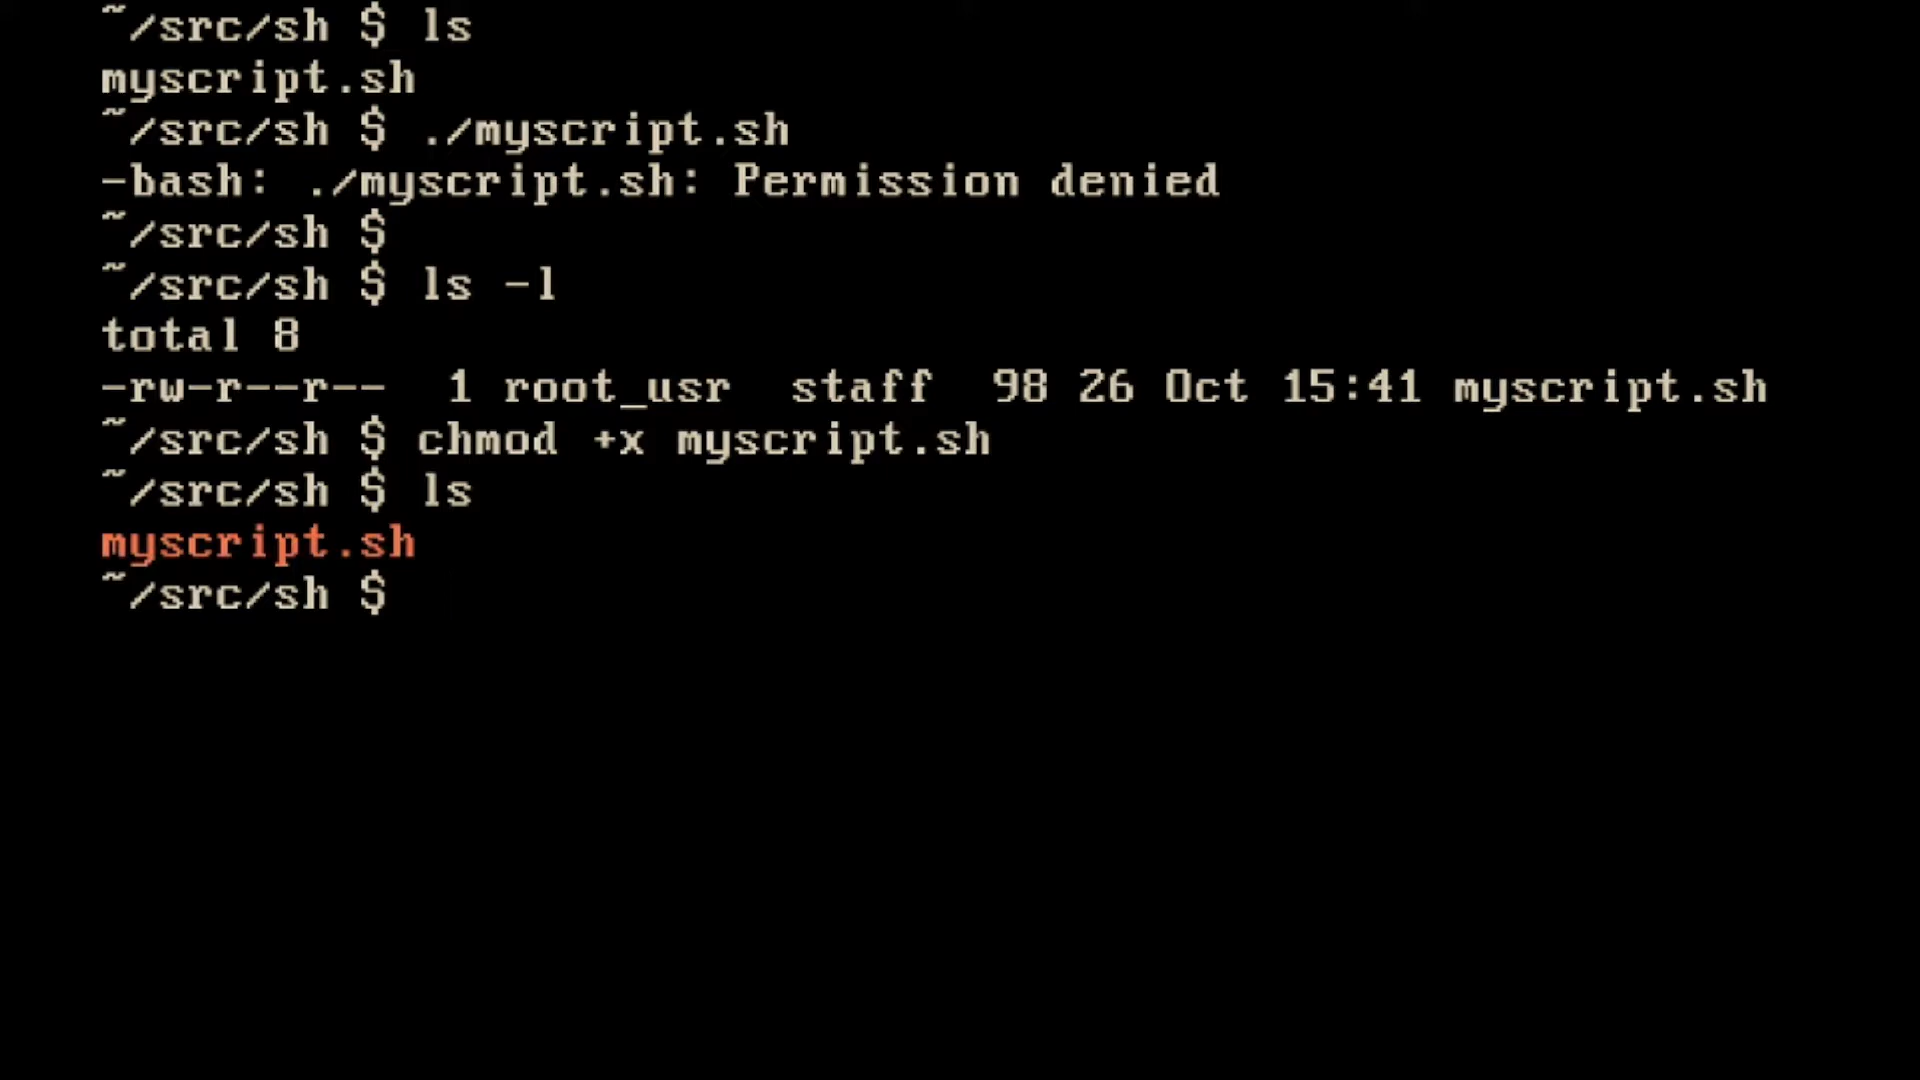 ~/src/sh $ ls
myscript.sh
~/src/sh $ ./myscript.sh
-bash: ./myscript.sh: Permission denied
~/src/sh $
~/src/sh $ ls -l
total 8
-rw-r--r--  1 root_usr  staff  98 26 Oct 15:41 myscript.sh
~/src/sh $ chmod +x myscript.sh
~/src/sh $ ls
myscript.sh
~/src/sh $